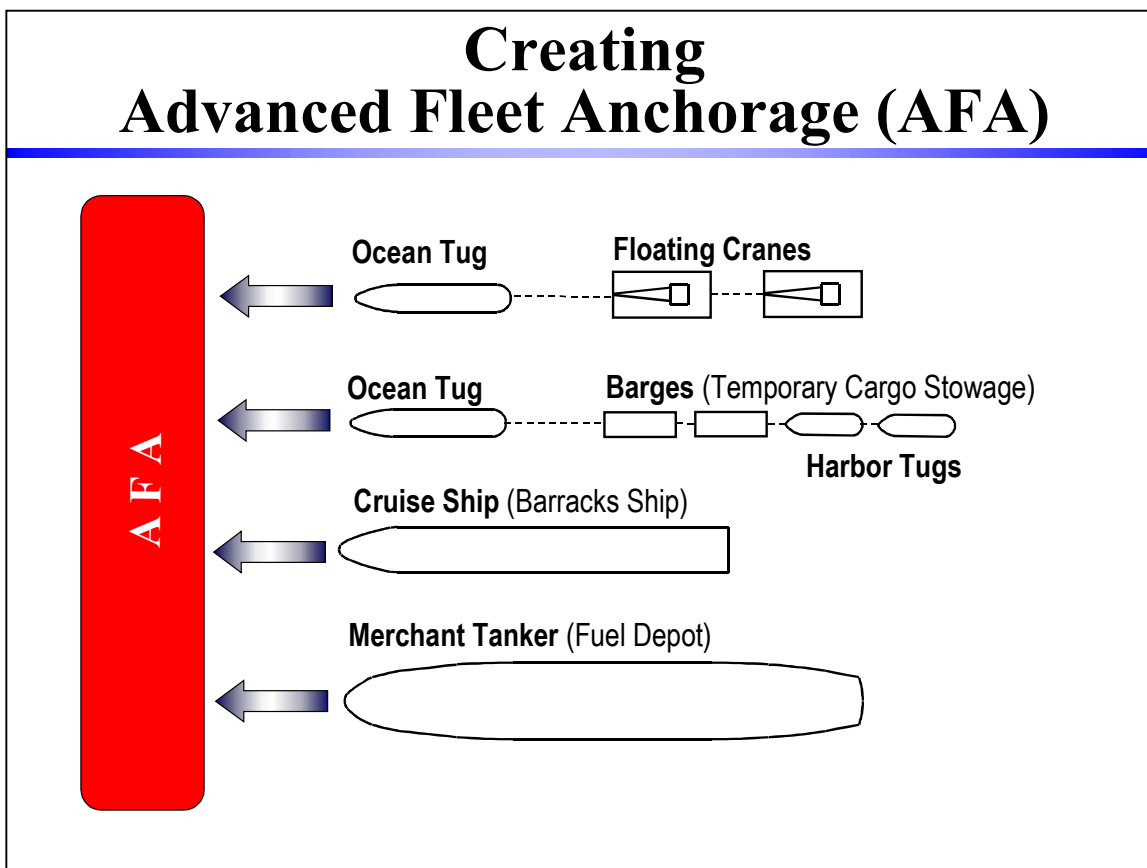 Creating
Advanced Fleet Anchorage (AFA)
A F A
Ocean Tug
Floating Cranes
Ocean Tug
Barges (Temporary Cargo Stowage)
Harbor Tugs
Cruise Ship (Barracks Ship)
Merchant Tanker (Fuel Depot)